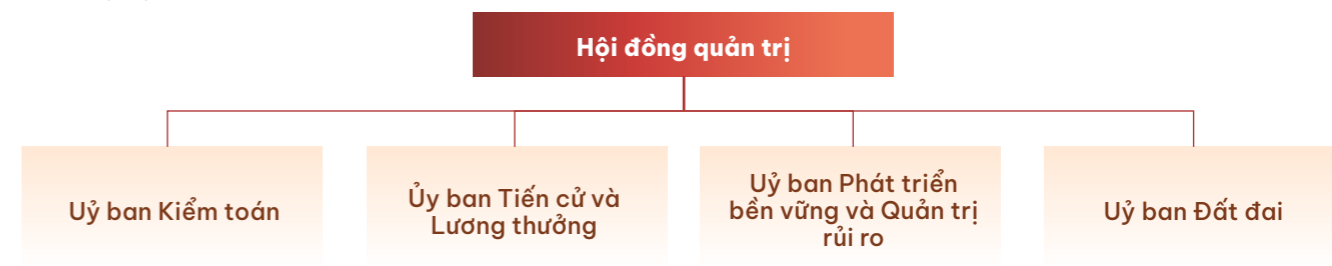 Hội đồng quản trị
Uỷ ban Kiểm toán
Ủy ban Tiến cử và
Lương thưởng
Uỷ ban Phát triển
bền vững và Quản trị
rủi ro
Uỷ ban Đất đai